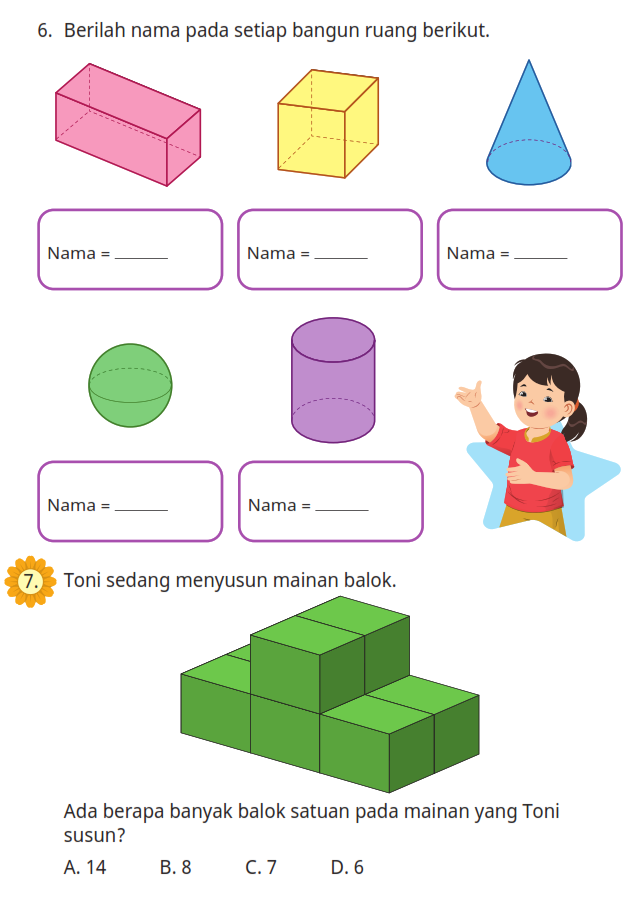 6. Berilah nama pada setiap bangun ruang berikut.
Nama = ______
Nama = ______
Nama = ______
Nama = ______
Nama = ______
7. Toni sedang menyusun mainan balok.
Ada berapa banyak balok satuan pada mainan yang Toni
susun?
A. 14 B. 8 C. 7 D. 6